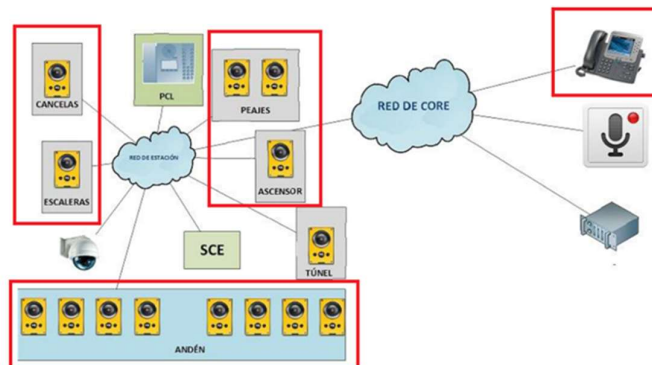 CANCELAS
PCL
PEAJES
RED DE CORE
RED DE ESTACIÓN
ESCALERAS
ASCENSOR
SCE
TÚNEL
ANDÉN